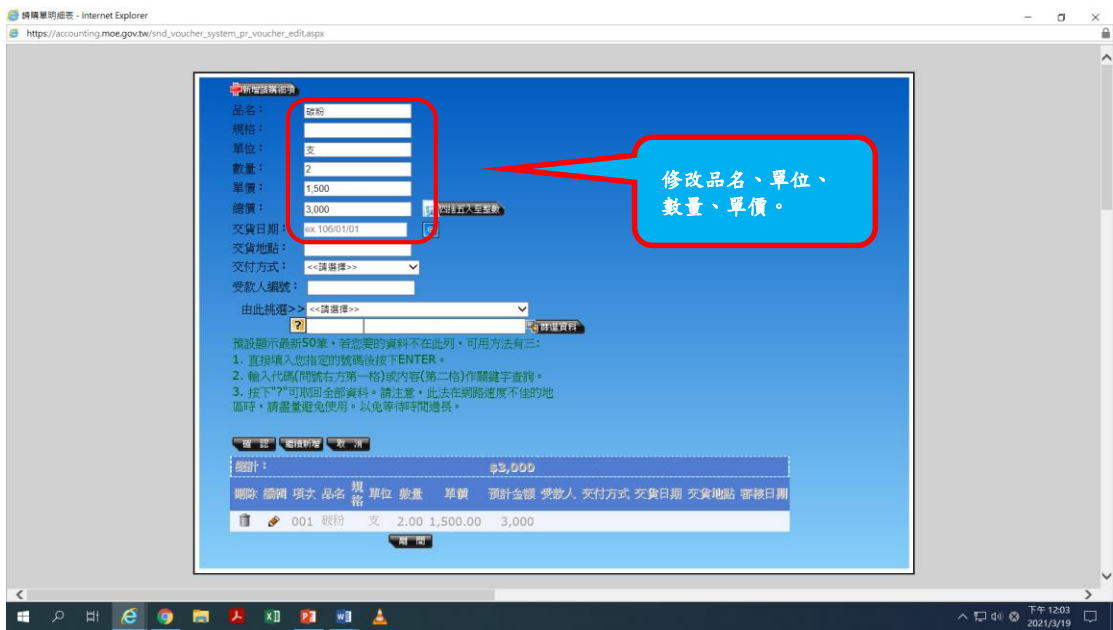 請購單明細表 - Internet Explorer
https://accounting.moe.gov.tw/snd_voucher_system_pr_voucher_edit.aspx
新增請購細項
品名： 碳粉
規格：
單位： 支
數量： 2
單價： 1,500
總價： 3,000 四捨五入至整數
交貨日期： ex.106/01/01
交貨地點：
交付方式： <<請選擇>>
受款人編號：
由此挑選>> <<請選擇>>
? 篩選資料
預設顯示最新50筆，若您要的資料不在此列，可用方法有三:
1. 直接填入您指定的號碼後按下ENTER。
2. 輸入代碼(問號右方第一格)或內容(第二格)作關鍵字查詢。
3. 按下"?"可取回全部資料。請注意，此法在網路速度不佳的地
區時，請盡量避免使用。以免等待時間過長。
確 認 繼續新增 取 消
總計： $3,000
刪除 編輯 項次 品名 規格 單位 數量 單價 預計金額 受款人 交付方式 交貨日期 交貨地點 審核日期
001 碳粉 支 2.00 1,500.00 3,000
離 開
修改品名、單位、
數量、單價。
下午 12:03
2021/3/19